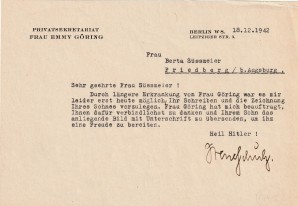 PRIVATSEKRETARIAT
FRAU EMMY GÖRING
BERLIN W 8, 18.12.1942
LEIPZIGER STR. 3
Frau
Berta Süssmeier
Friedberg/b.Augsburg.
Sehr geehrte Frau Süssmeier !
Durch längere Erkrankung von Frau Göring war es mir
leider erst heute möglich, Ihr Schreiben und die Zeichnung
Ihres Sohnes vorzulegen. Frau Göring hat mich beauftragt,
Ihnen dafür verbindlichst zu danken und Ihrem Sohn das
anliegende Bild mit Unterschrift zu übersenden, um ihm
eine Freude zu bereiten.
Heil Hitler !